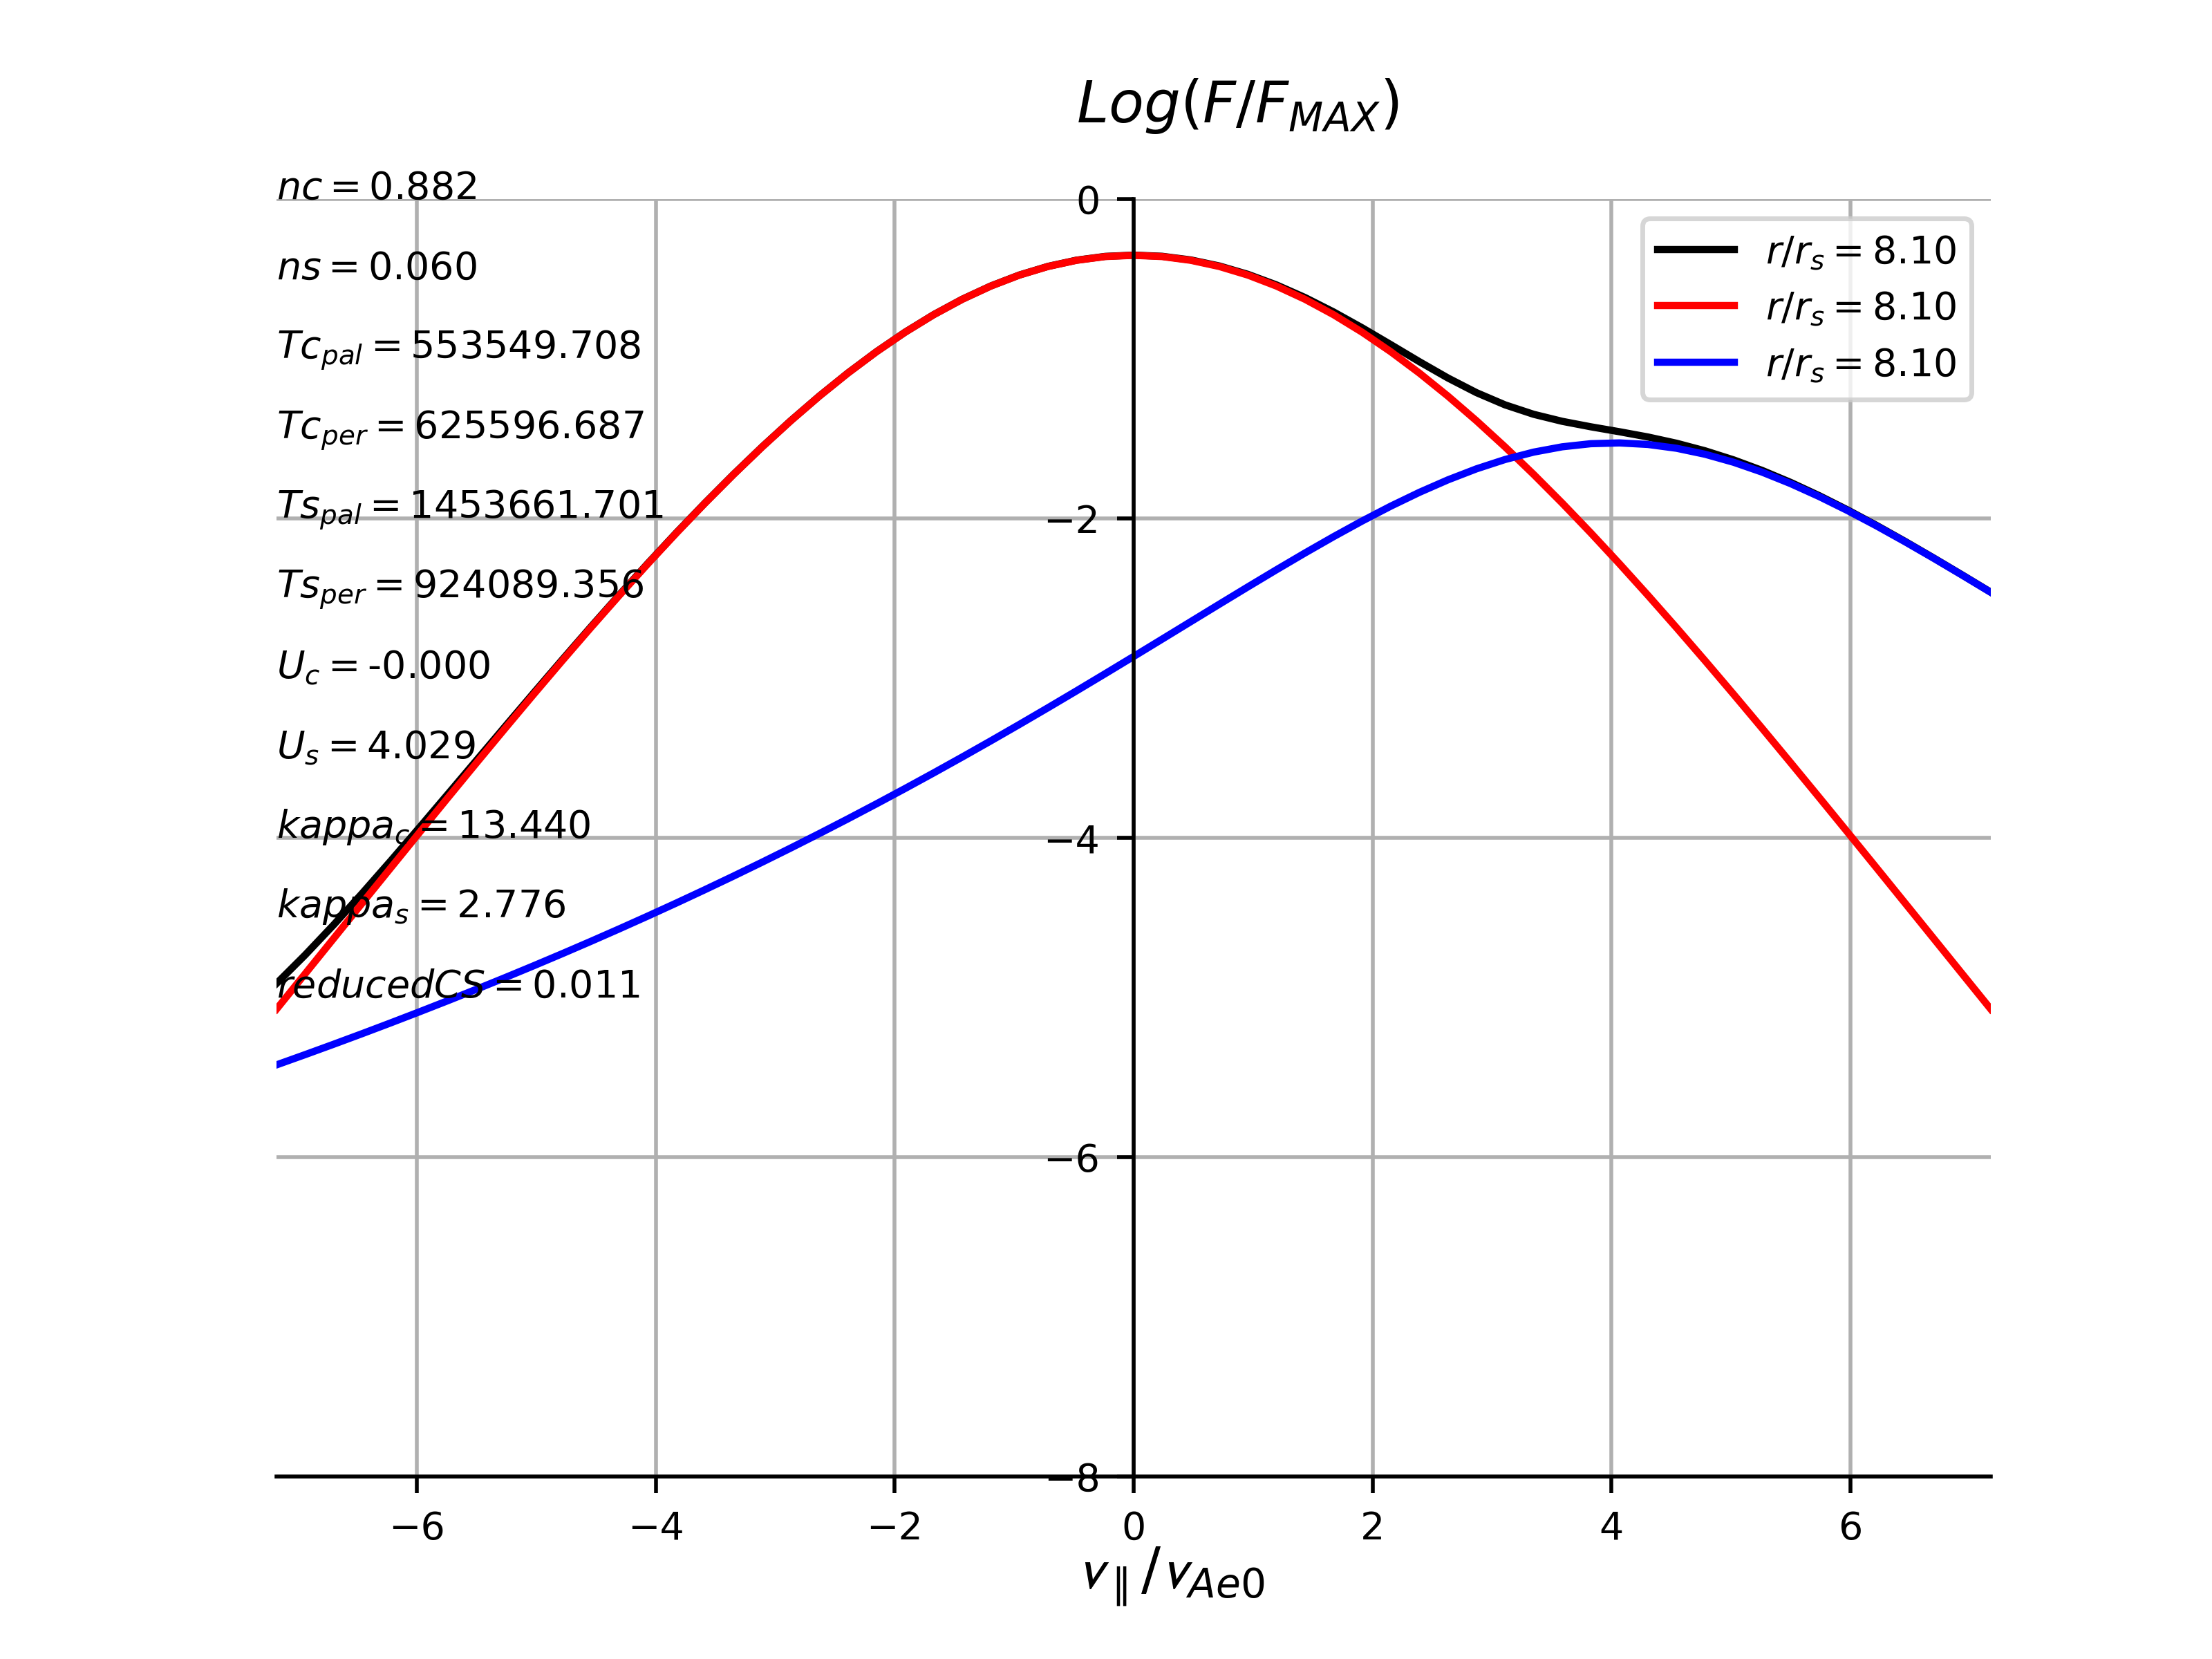 Log(F/F_MAX)
nc = 0.882
ns = 0.060
Tc_pal = 553549.708
Tc_per = 625596.687
Ts_pal = 1453661.701
Ts_per = 924089.356
U_c = -0.000
U_s = 4.029
kappa_c = 13.440
kappa_s = 2.776
reducedCS = 0.011
0
−2
−4
−6
−8
r/r_s = 8.10
r/r_s = 8.10
r/r_s = 8.10
−6 −4 −2 0 2 4 6
v_∥/v_Ae0